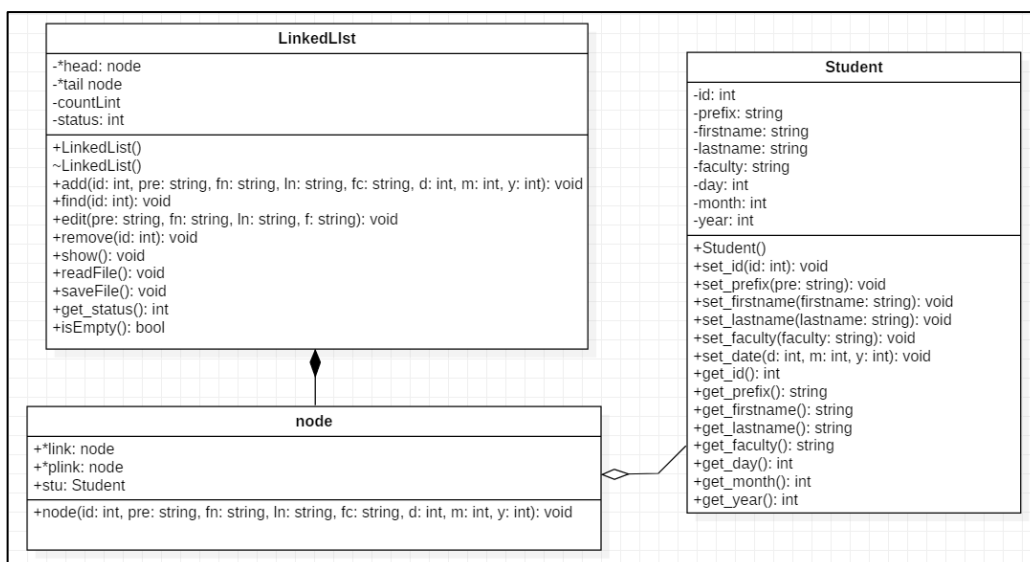 LinkedLIst
-*head: node
-*tail node
-countLint
-status: int
+LinkedList()
~LinkedList()
+add(id: int, pre: string, fn: string, ln: string, fc: string, d: int, m: int, y: int): void
+find(id: int): void
+edit(pre: string, fn: string, ln: string, f: string): void
+remove(id: int): void
+show(): void
+readFile(): void
+saveFile(): void
+get_status(): int
+isEmpty(): bool
Student
-id: int
-prefix: string
-firstname: string
-lastname: string
-faculty: string
-day: int
-month: int
-year: int
+Student()
+set_id(id: int): void
+set_prefix(pre: string): void
+set_firstname(firstname: string): void
+set_lastname(lastname: string): void
+set_faculty(faculty: string): void
+set_date(d: int, m: int, y: int): void
+get_id(): int
+get_prefix(): string
+get_firstname(): string
+get_lastname(): string
+get_faculty(): string
+get_day(): int
+get_month(): int
+get_year(): int
node
+*link: node
+*plink: node
+stu: Student
+node(id: int, pre: string, fn: string, ln: string, fc: string, d: int, m: int, y: int): void